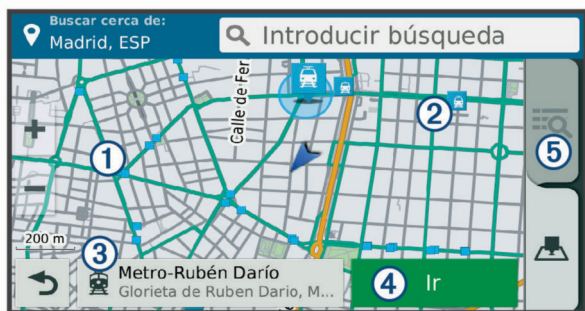 Buscar cerca de:
Madrid, ESP
Introducir búsqueda
Calle de Fer
1
2
5
200 m
3
Metro-Rubén Darío
Glorieta de Ruben Dario, M...
4
Ir